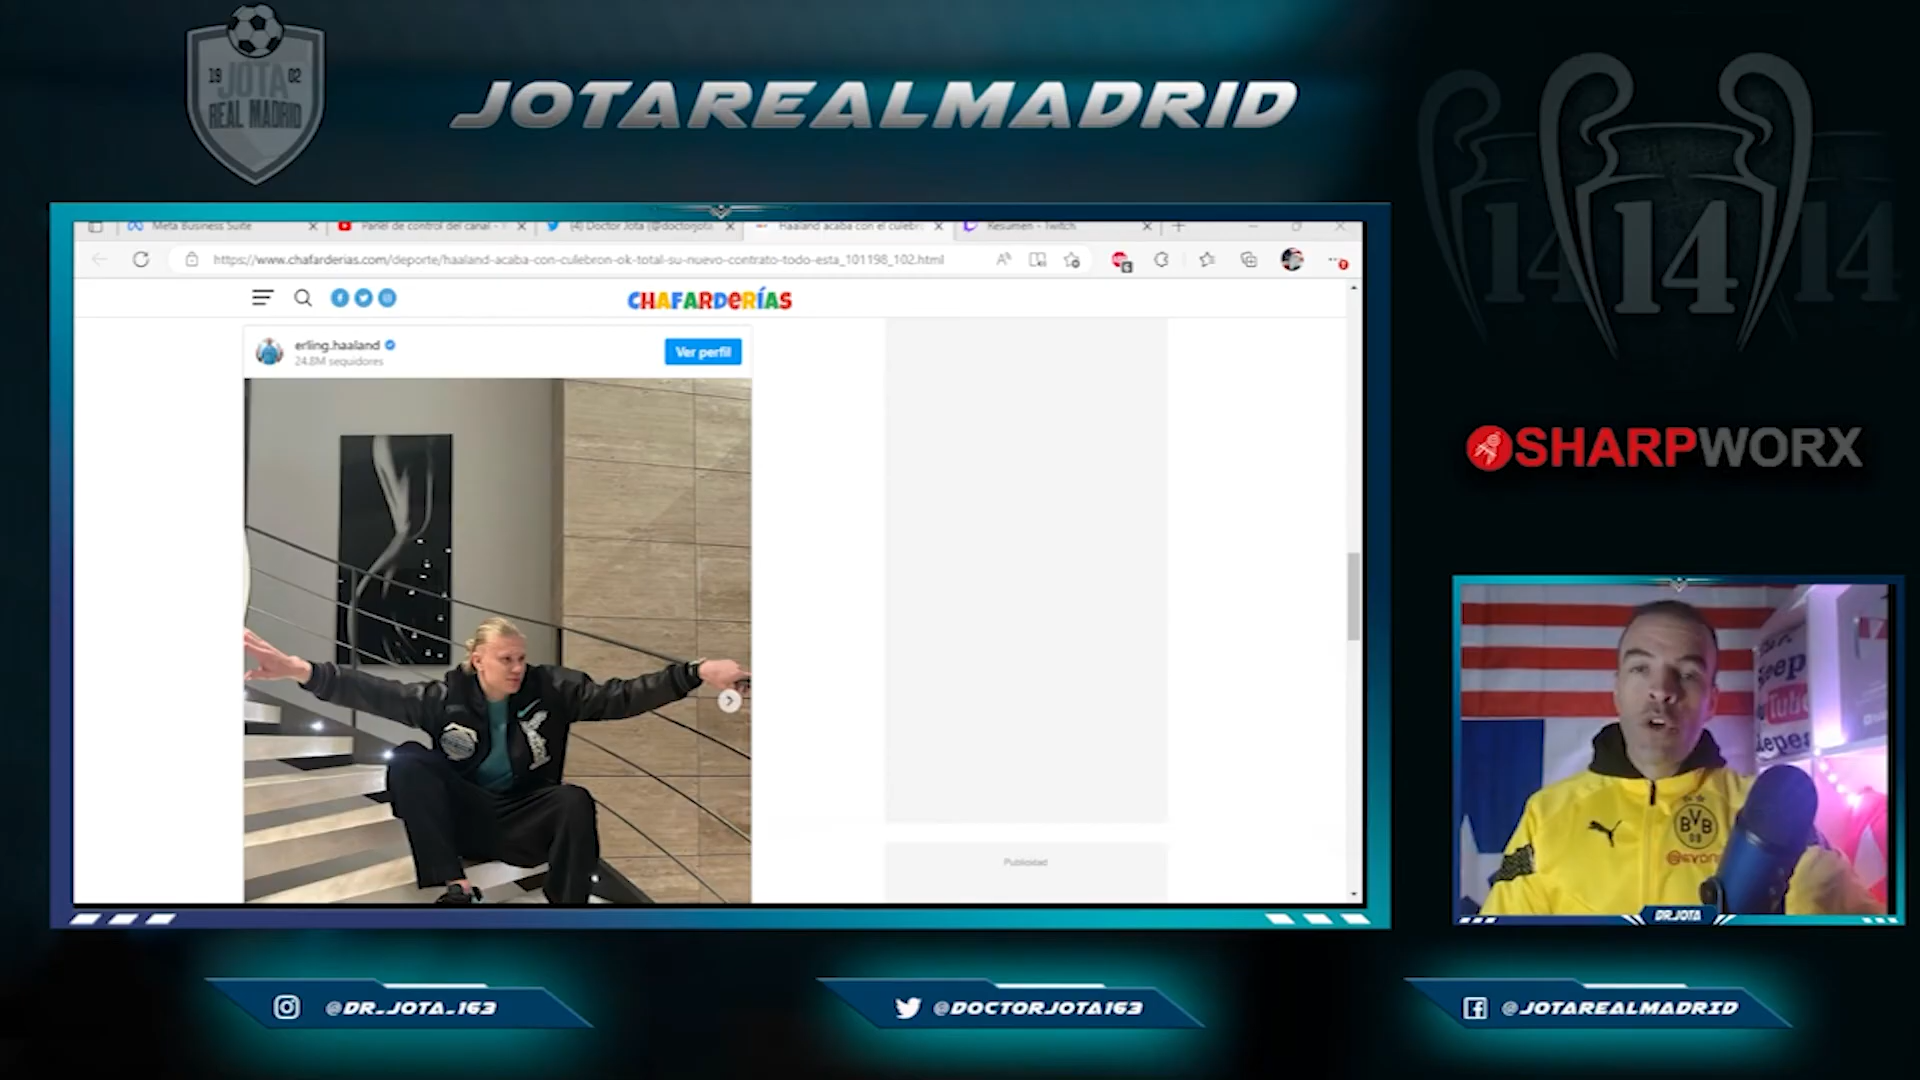 19 02
JOTA
REAL MADRID
JOTAREALMADRID
14 14 14
Meta Business Suite
Panel de control del canal - Y
(4) Doctor Jota (@doctorjota
Haaland acaba con el culebr
Resumen - Twitch
https://www.chafarderias.com/deporte/haaland-acaba-con-culebron-ok-total-su-nuevo-contrato-todo-esta_101198_102.html
CHAFARDERÍAS
erling.haaland
24.8M seguidores
Ver perfil
Publicidad
SHARPWORX
Keep
Tube
BVB
09
DR.JOTA
@DR_JOTA_163
@DOCTORJOTA163
@JOTAREALMADRID